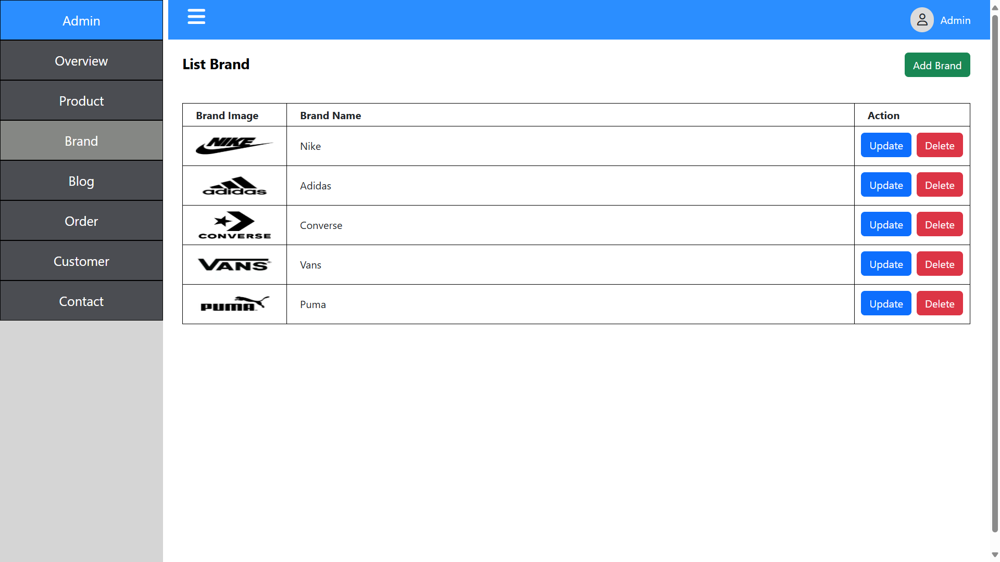 Admin
Overview
Product
Brand
Blog
Order
Customer
Contact
Admin
List Brand
Add Brand
Brand Image Brand Name Action
NIKE Nike Update Delete
adidas Adidas Update Delete
CONVERSE Converse Update Delete
VANS Vans Update Delete
PUMA Puma Update Delete